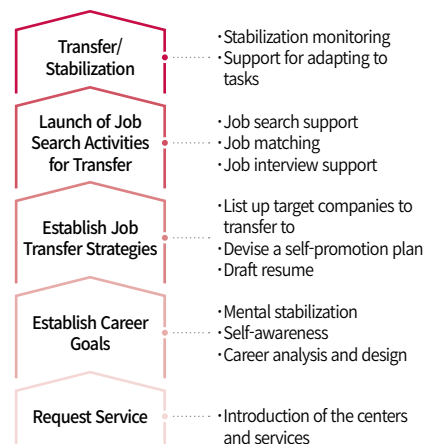 Transfer/
Stabilization
·Stabilization monitoring
·Support for adapting to
tasks
Launch of Job
Search Activities
for Transfer
·Job search support
·Job matching
·Job interview support
Establish Job
Transfer Strategies
·List up target companies to
transfer to
·Devise a self-promotion plan
·Draft resume
Establish Career
Goals
·Mental stabilization
·Self-awareness
·Career analysis and design
Request Service
·Introduction of the centers
and services